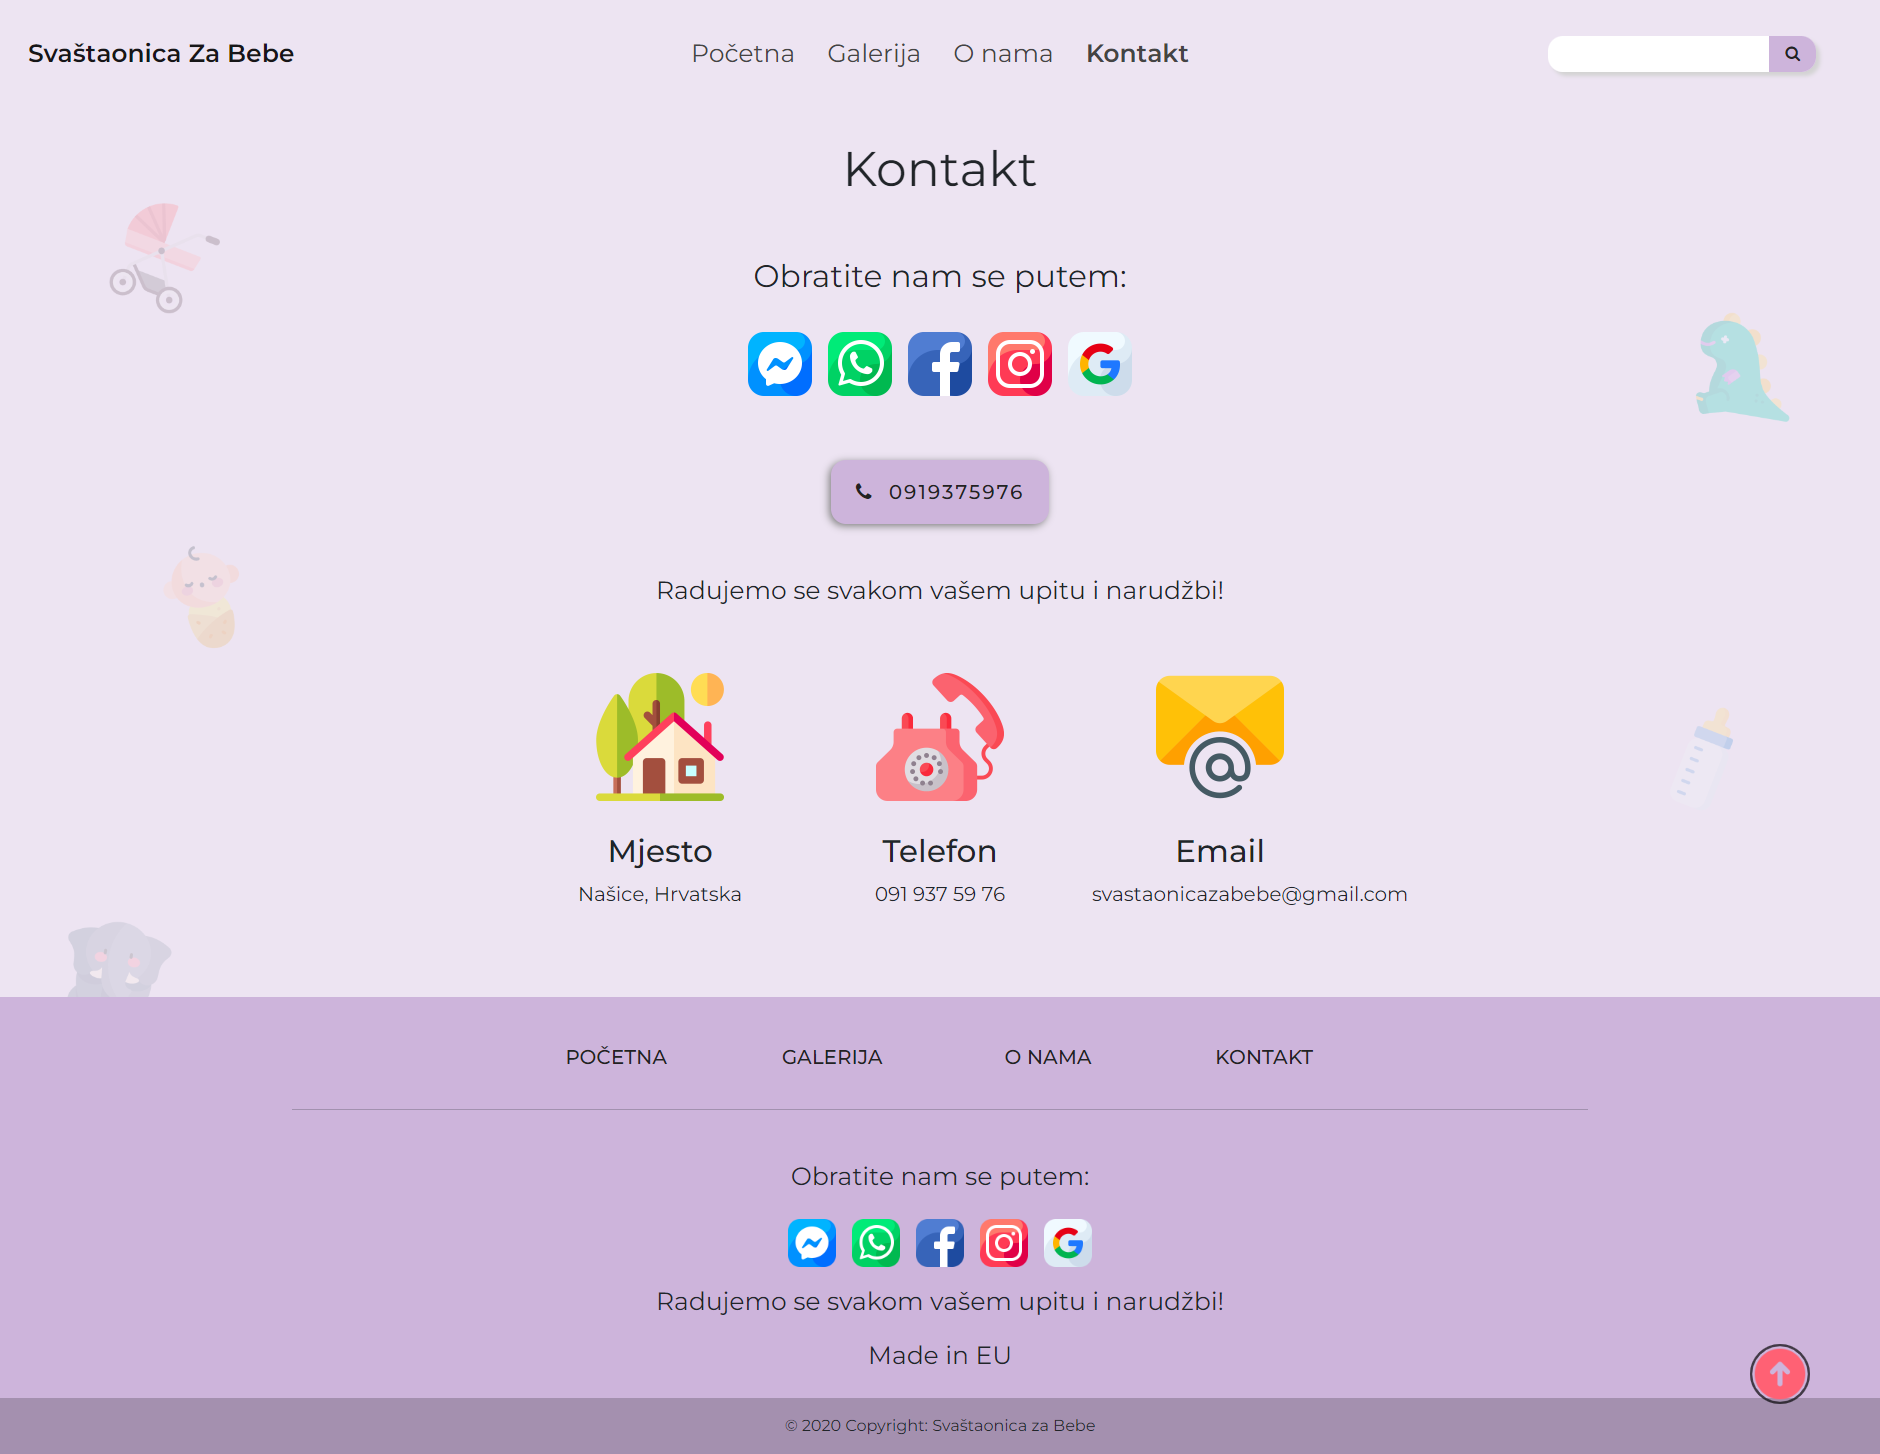 Svaštaonica Za Bebe
Početna Galerija O nama Kontakt
Kontakt
Obratite nam se putem:
0919375976
Radujemo se svakom vašem upitu i narudžbi!
Mjesto Telefon Email
Našice, Hrvatska 091 937 59 76 svastaonicazabebe@gmail.com
POČETNA GALERIJA O NAMA KONTAKT
Obratite nam se putem:
Radujemo se svakom vašem upitu i narudžbi!
Made in EU
© 2020 Copyright: Svaštaonica za Bebe